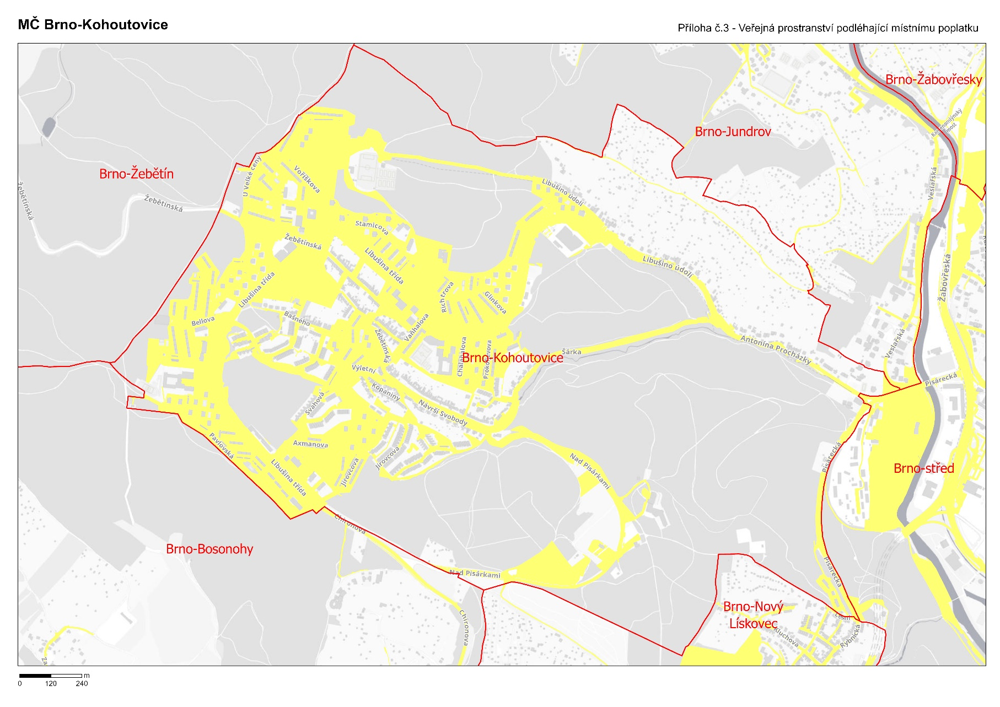 MČ Brno-Kohoutovice
Příloha č.3 - Veřejná prostranství podléhající místnímu poplatku
Brno-Žabovřesky
Kamenomlýnský
most
Brno-Jundrov
Brno-Žebětín
U Velké ceny
Voříškova
Veslařská
Žebětínská
Žebětínská
Libušino údolí
Stamicova
Žebětínská
Libušina třída
Libušino údolí
Žabovřeská
Libušina třída
Richtrova
Glinkova
Bellova
Bašného
Vaňhalova
Žebětínská
Chalabalova
Prokofjevova
Brno-Kohoutovice
Šárka
Antonína Procházky
Veslařská
Výletní
Pisárecká
Kopaniny
Svahová
Návrší Svobody
Pavlovská
Axmanova
Jírovcova
Jírovcova
Libušina třída
Nad Pisárkami
Pisárecká
Brno-střed
Chironova
Brno-Bosonohy
Nad Pisárkami
Pisárecká
Chironova
Brno-Nový
Lískovec
Lesní
Kluchova
Rybnická
Za
m
0 120 240